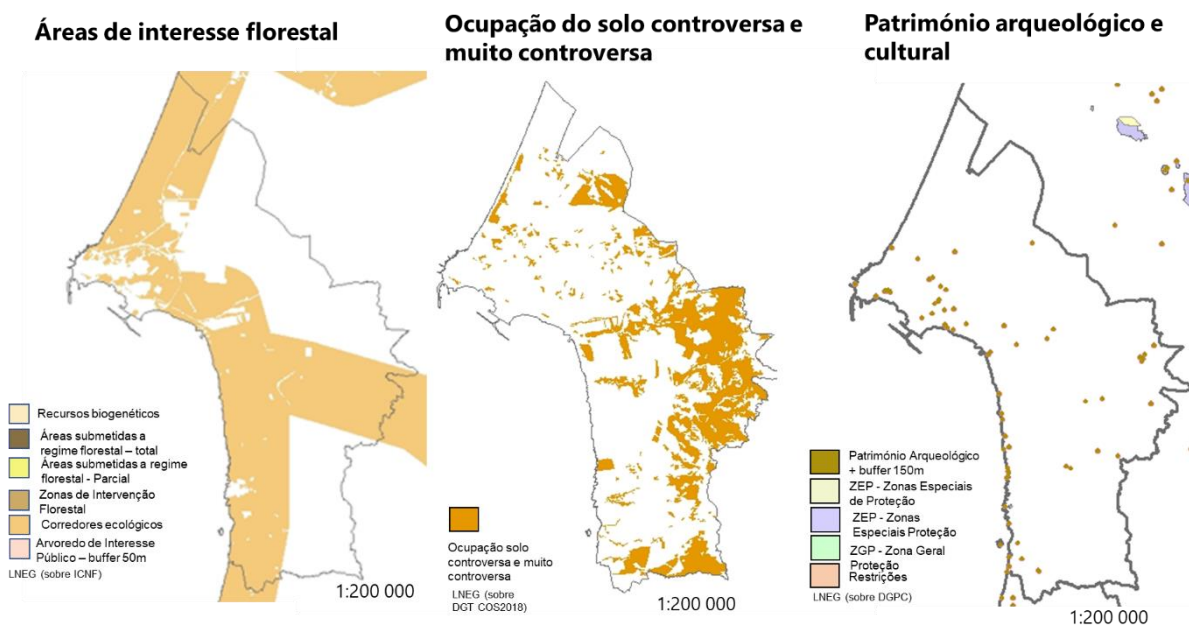 Áreas de interesse florestal
Recursos biogenéticos
Áreas submetidas a
regime florestal – total
Áreas submetidas a regime
florestal - Parcial
Zonas de Intervenção
Florestal
Corredores ecológicos
Arvoredo de Interesse
Público – buffer 50m
LNEG (sobre ICNF)
1:200 000
Ocupação do solo controversa e
muito controversa
Ocupação solo
controversa e muito
controversa
LNEG (sobre
DGT COS2018)
1:200 000
Património arqueológico e
cultural
Património Arqueológico
+ buffer 150m
ZEP - Zonas Especiais
de Proteção
ZEP - Zonas
Especiais Proteção
ZGP - Zona Geral
Proteção
Restrições
LNEG (sobre DGPC)
1:200 000